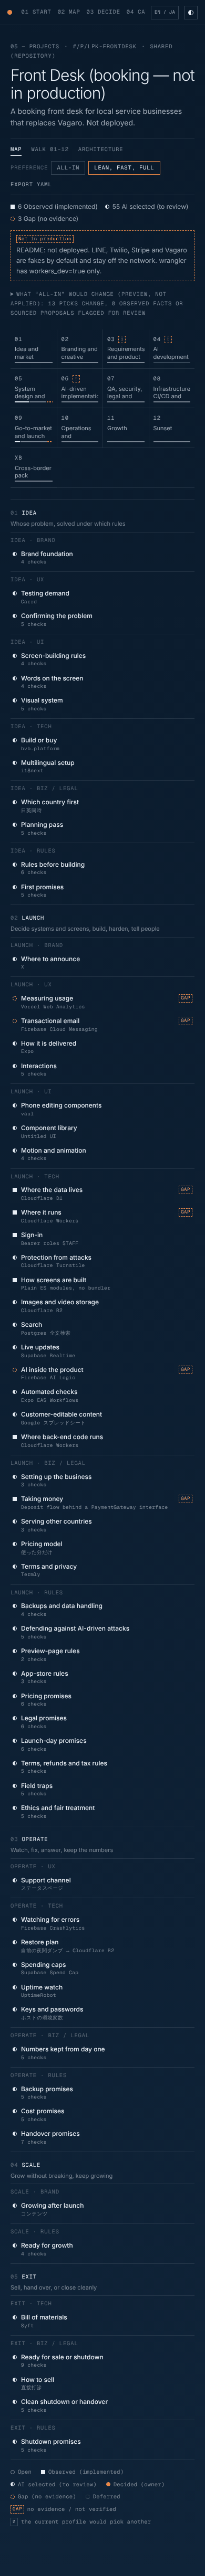 01 START 02 MAP 03 DECIDE 04 CA
EN / JA
05 — PROJECTS · #/P/LPK-FRONTDESK · SHARED
(REPOSITORY)
Front Desk (booking — not
in production)
A booking front desk for local service businesses
that replaces Vagaro. Not deployed.
MAP WALK 01–12 ARCHITECTURE
PREFERENCE ALL-IN LEAN, FAST, FULL
EXPORT YAML
6 Observed (implemented) 55 AI selected (to review)
3 Gap (no evidence)
Not in production
README: not deployed. LINE, Twilio, Stripe and Vagaro
are fakes by default and stay off the network. wrangler
has workers_dev=true only.
WHAT "ALL-IN" WOULD CHANGE (PREVIEW, NOT
APPLIED): 13 PICKS CHANGE, 0 OBSERVED FACTS OR
SOURCED PROPOSALS FLAGGED FOR REVIEW
01
Idea and
market
02
Branding and
creative
03
Requirements
and product
04
AI
development
05
System
design and
06
AI-driven
implementatic
07
QA, security,
legal and
08
Infrastructure
CI/CD and
09
Go-to-market
and launch
10
Operations
and
11
Growth
12
Sunset
XB
Cross-border
pack
01 IDEA
Whose problem, solved under which rules
IDEA · BRAND
Brand foundation
4 checks
IDEA · UX
Testing demand
Carrd
Confirming the problem
5 checks
IDEA · UI
Screen-building rules
4 checks
Words on the screen
4 checks
Visual system
5 checks
IDEA · TECH
Build or buy
bvb.platform
Multilingual setup
i18next
IDEA · BIZ / LEGAL
Which country first
日英同時
Planning pass
5 checks
IDEA · RULES
Rules before building
6 checks
First promises
5 checks
02 LAUNCH
Decide systems and screens, build, harden, tell people
LAUNCH · BRAND
Where to announce
X
LAUNCH · UX
Measuring usage
GAP
Vercel Web Analytics
Transactional email
GAP
Firebase Cloud Messaging
How it is delivered
Expo
Interactions
5 checks
LAUNCH · UI
Phone editing components
vaul
Component library
Untitled UI
Motion and animation
4 checks
LAUNCH · TECH
Where the data lives
GAP
Cloudflare D1
Where it runs
GAP
Cloudflare Workers
Sign-in
Bearer roles STAFF
Protection from attacks
Cloudflare Turnstile
How screens are built
Plain ES modules, no bundler
Images and video storage
Cloudflare R2
Search
Postgres 全文検索
Live updates
Supabase Realtime
AI inside the product
GAP
Firebase AI Logic
Automated checks
Expo EAS Workflows
Customer-editable content
Google スプレッドシート
Where back-end code runs
Cloudflare Workers
LAUNCH · BIZ / LEGAL
Setting up the business
3 checks
Taking money
GAP
Deposit flow behind a PaymentGateway interface
Serving other countries
3 checks
Pricing model
使った分だけ
Terms and privacy
Termly
LAUNCH · RULES
Backups and data handling
4 checks
Defending against AI-driven attacks
5 checks
Preview-page rules
2 checks
App-store rules
3 checks
Pricing promises
6 checks
Legal promises
6 checks
Launch-day promises
6 checks
Terms, refunds and tax rules
5 checks
Field traps
5 checks
Ethics and fair treatment
5 checks
03 OPERATE
Watch, fix, answer, keep the numbers
OPERATE · UX
Support channel
ステータスページ
OPERATE · TECH
Watching for errors
Firebase Crashlytics
Restore plan
自前の夜間ダンプ → Cloudflare R2
Spending caps
Supabase Spend Cap
Uptime watch
UptimeRobot
Keys and passwords
ホストの環境変数
OPERATE · BIZ / LEGAL
Numbers kept from day one
5 checks
OPERATE · RULES
Backup promises
5 checks
Cost promises
5 checks
Handover promises
7 checks
04 SCALE
Grow without breaking, keep growing
SCALE · BRAND
Growing after launch
コンテンツ
SCALE · RULES
Ready for growth
4 checks
05 EXIT
Sell, hand over, or close cleanly
EXIT · TECH
Bill of materials
Syft
EXIT · BIZ / LEGAL
Ready for sale or shutdown
9 checks
How to sell
直接打診
Clean shutdown or handover
5 checks
EXIT · RULES
Shutdown promises
5 checks
Open Observed (implemented)
AI selected (to review) Decided (owner)
Gap (no evidence) Deferred
GAP no evidence / not verified
≠ the current profile would pick another